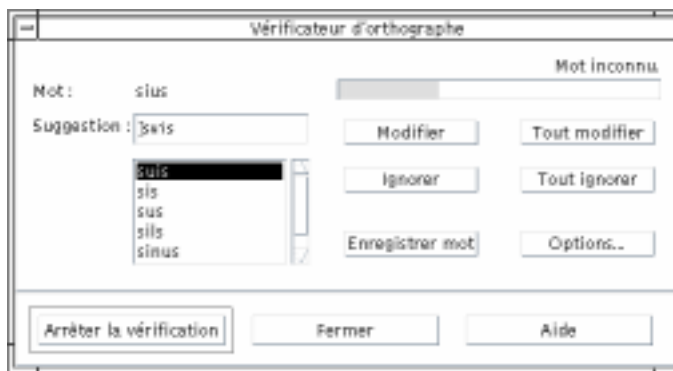 Vérificateur d'orthographe
Mot inconnu
Mot : sius
Suggestion : suis
Modifier Tout modifier
suis
sis
sus
sils
sinus
Ignorer Tout ignorer
Enregistrer mot Options...
Arrêter la vérification Fermer Aide